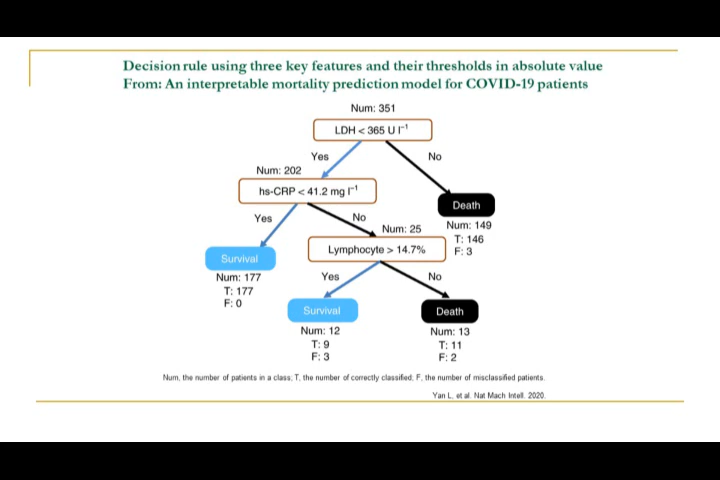 Decision rule using three key features and their thresholds in absolute value
From: An interpretable mortality prediction model for COVID-19 patients
Num: 351
LDH < 365 U l⁻¹
Yes
No
Num: 202
hs-CRP < 41.2 mg l⁻¹
Death
Num: 149
T: 146
F: 3
Yes
No
Num: 25
Lymphocyte > 14.7%
Survival
Num: 177
T: 177
F: 0
Yes
No
Survival
Num: 12
T: 9
F: 3
Death
Num: 13
T: 11
F: 2
Num, the number of patients in a class; T, the number of correctly classified; F, the number of misclassified patients.
Yan L, et al. Nat Mach Intell. 2020.